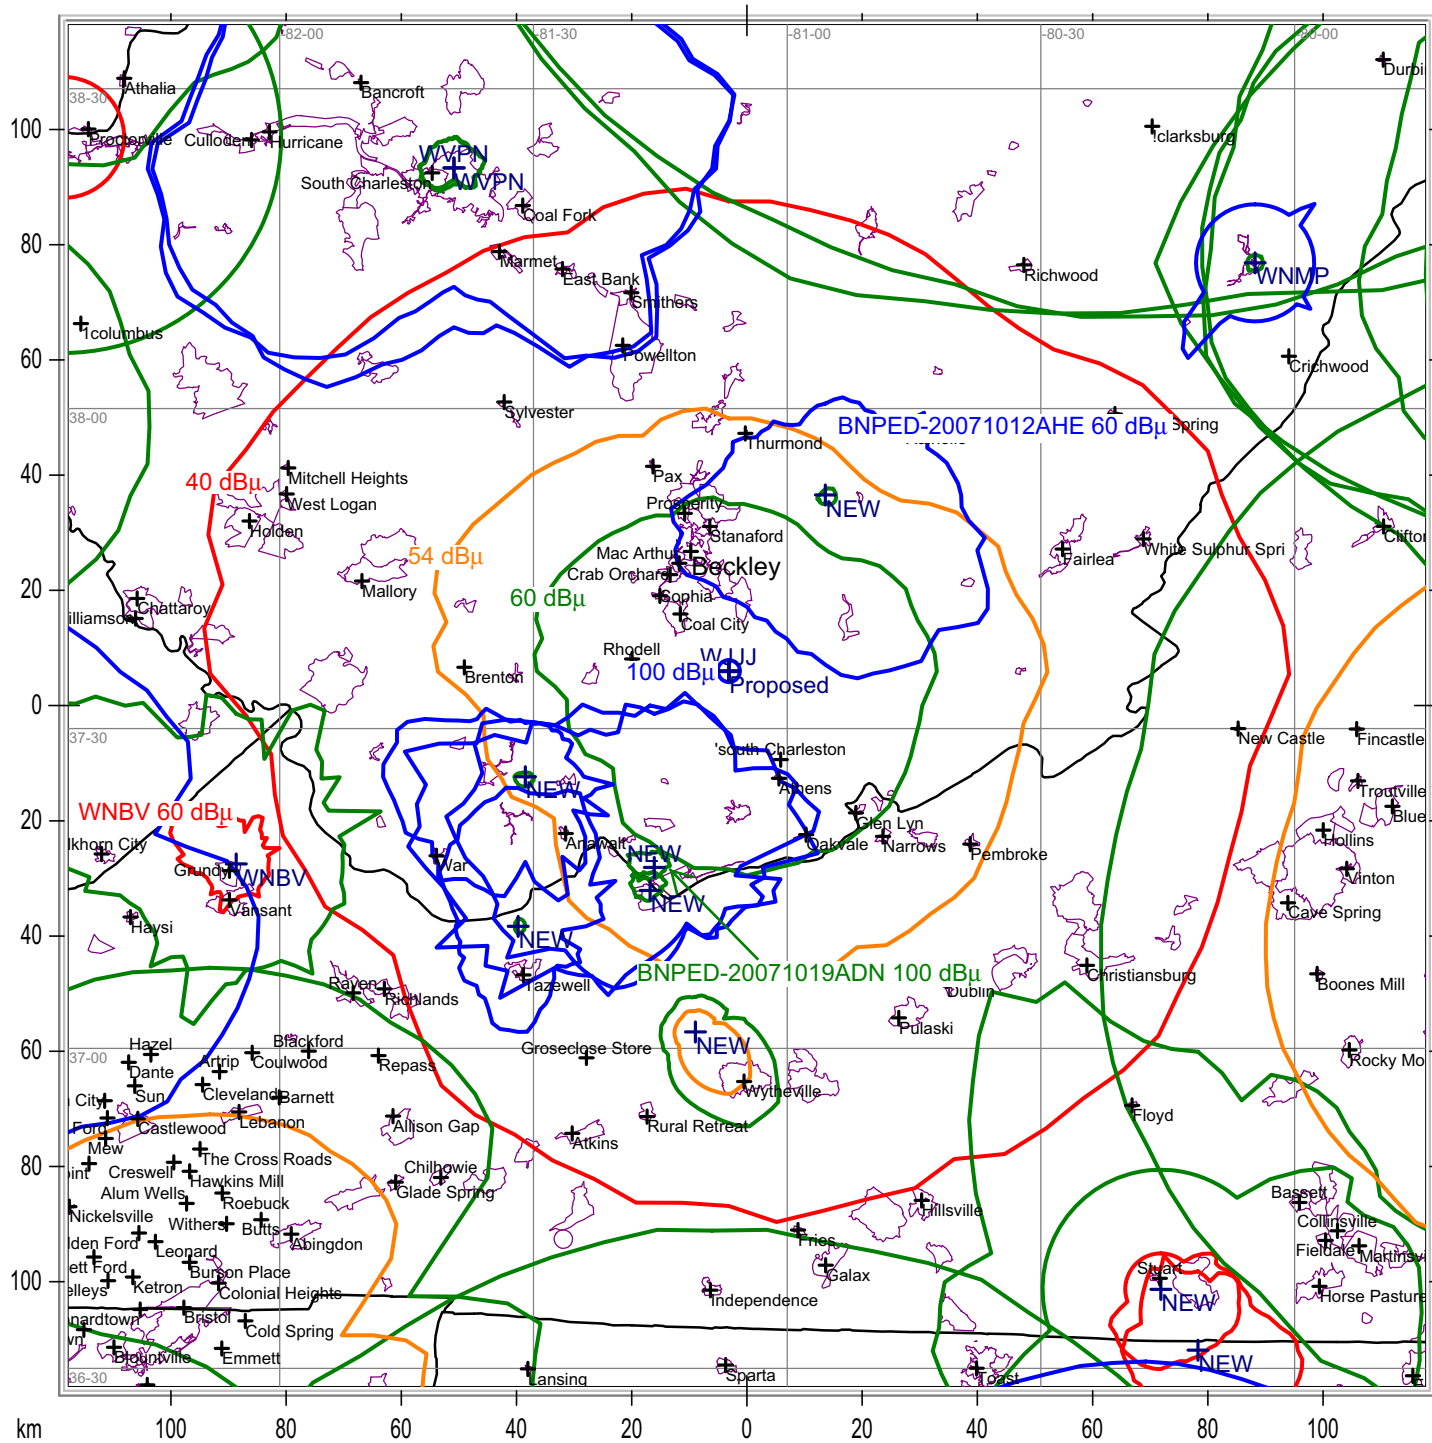 -82-00
-81-30
-81-00
-80-30
-80-00
38-30
38-00
37-30
37-00
36-30
Athalia
Bancroft
Durbi
Proctorville
Culloden
Hurricane
!clarksburg
WVPN
WVPN
South Charleston
Coal Fork
Marmet
East Bank
Smithers
Richwood
WNMP
1columbus
Powellton
Crichwood
Sylvester
Thurmond
BNPED-20071012AHE 60 dBµ
Spring
40 dBµ
Mitchell Heights
West Logan
Holden
Pax
Prosperity
NEW
Stanaford
54 dBµ
Mac Arthur
Beckley
Crab Orchard
Fairlea
White Sulphur Spri
Clifton
Mallory
60 dBµ
Sophia
Coal City
Chattaroy
illiamson
Rhodell
100 dBµ
Proposed
Brenton
'south Charleston
New Castle
Fincastle
Athens
NEW
Troutville
Blue
WNBV 60 dBµ
Glen Lyn
Oakvale
Narrows
Pembroke
Hollins
Anawalt
War
NEW
NEW
lkhorn City
Grundy
WNBV
Vansant
Vinton
Cave Spring
Haysi
NEW
Tazewell
BNPED-20071019ADN 100 dBµ
Christiansburg
Boones Mill
Raven
Richlands
Dublin
Pulaski
Hazel
Dante
Sun
Artrip
Blackford
Coulwood
Repass
Groseclose Store
NEW
Wytheville
Rocky Mo
City
Cleveland
Barnett
Ford
Castlewood
Lebanon
Allison Gap
Rural Retreat
Floyd
Mew
Atkins
oint
Creswell
The Cross Roads
Hawkins Mill
Chilhowie
Glade Spring
Alum Wells
Roebuck
Nickelsville
Withers
Butts
Abingdon
Hillsville
Bassett
Collinsville
Fieldale
Martinsvi
lden Ford
Leonard
Fries
Galax
ett Ford
Burson Place
Ketron
Colonial Heights
elleys
Independence
Stuart
NEW
Horse Pasture
nardtown
Bristol
Cold Spring
wn
Blountville
Emmett
NEW
Lansing
Sparta
Toast
100
80
60
40
20
0
20
40
60
80
100
km
100
80
60
40
20
0
20
40
60
80
100